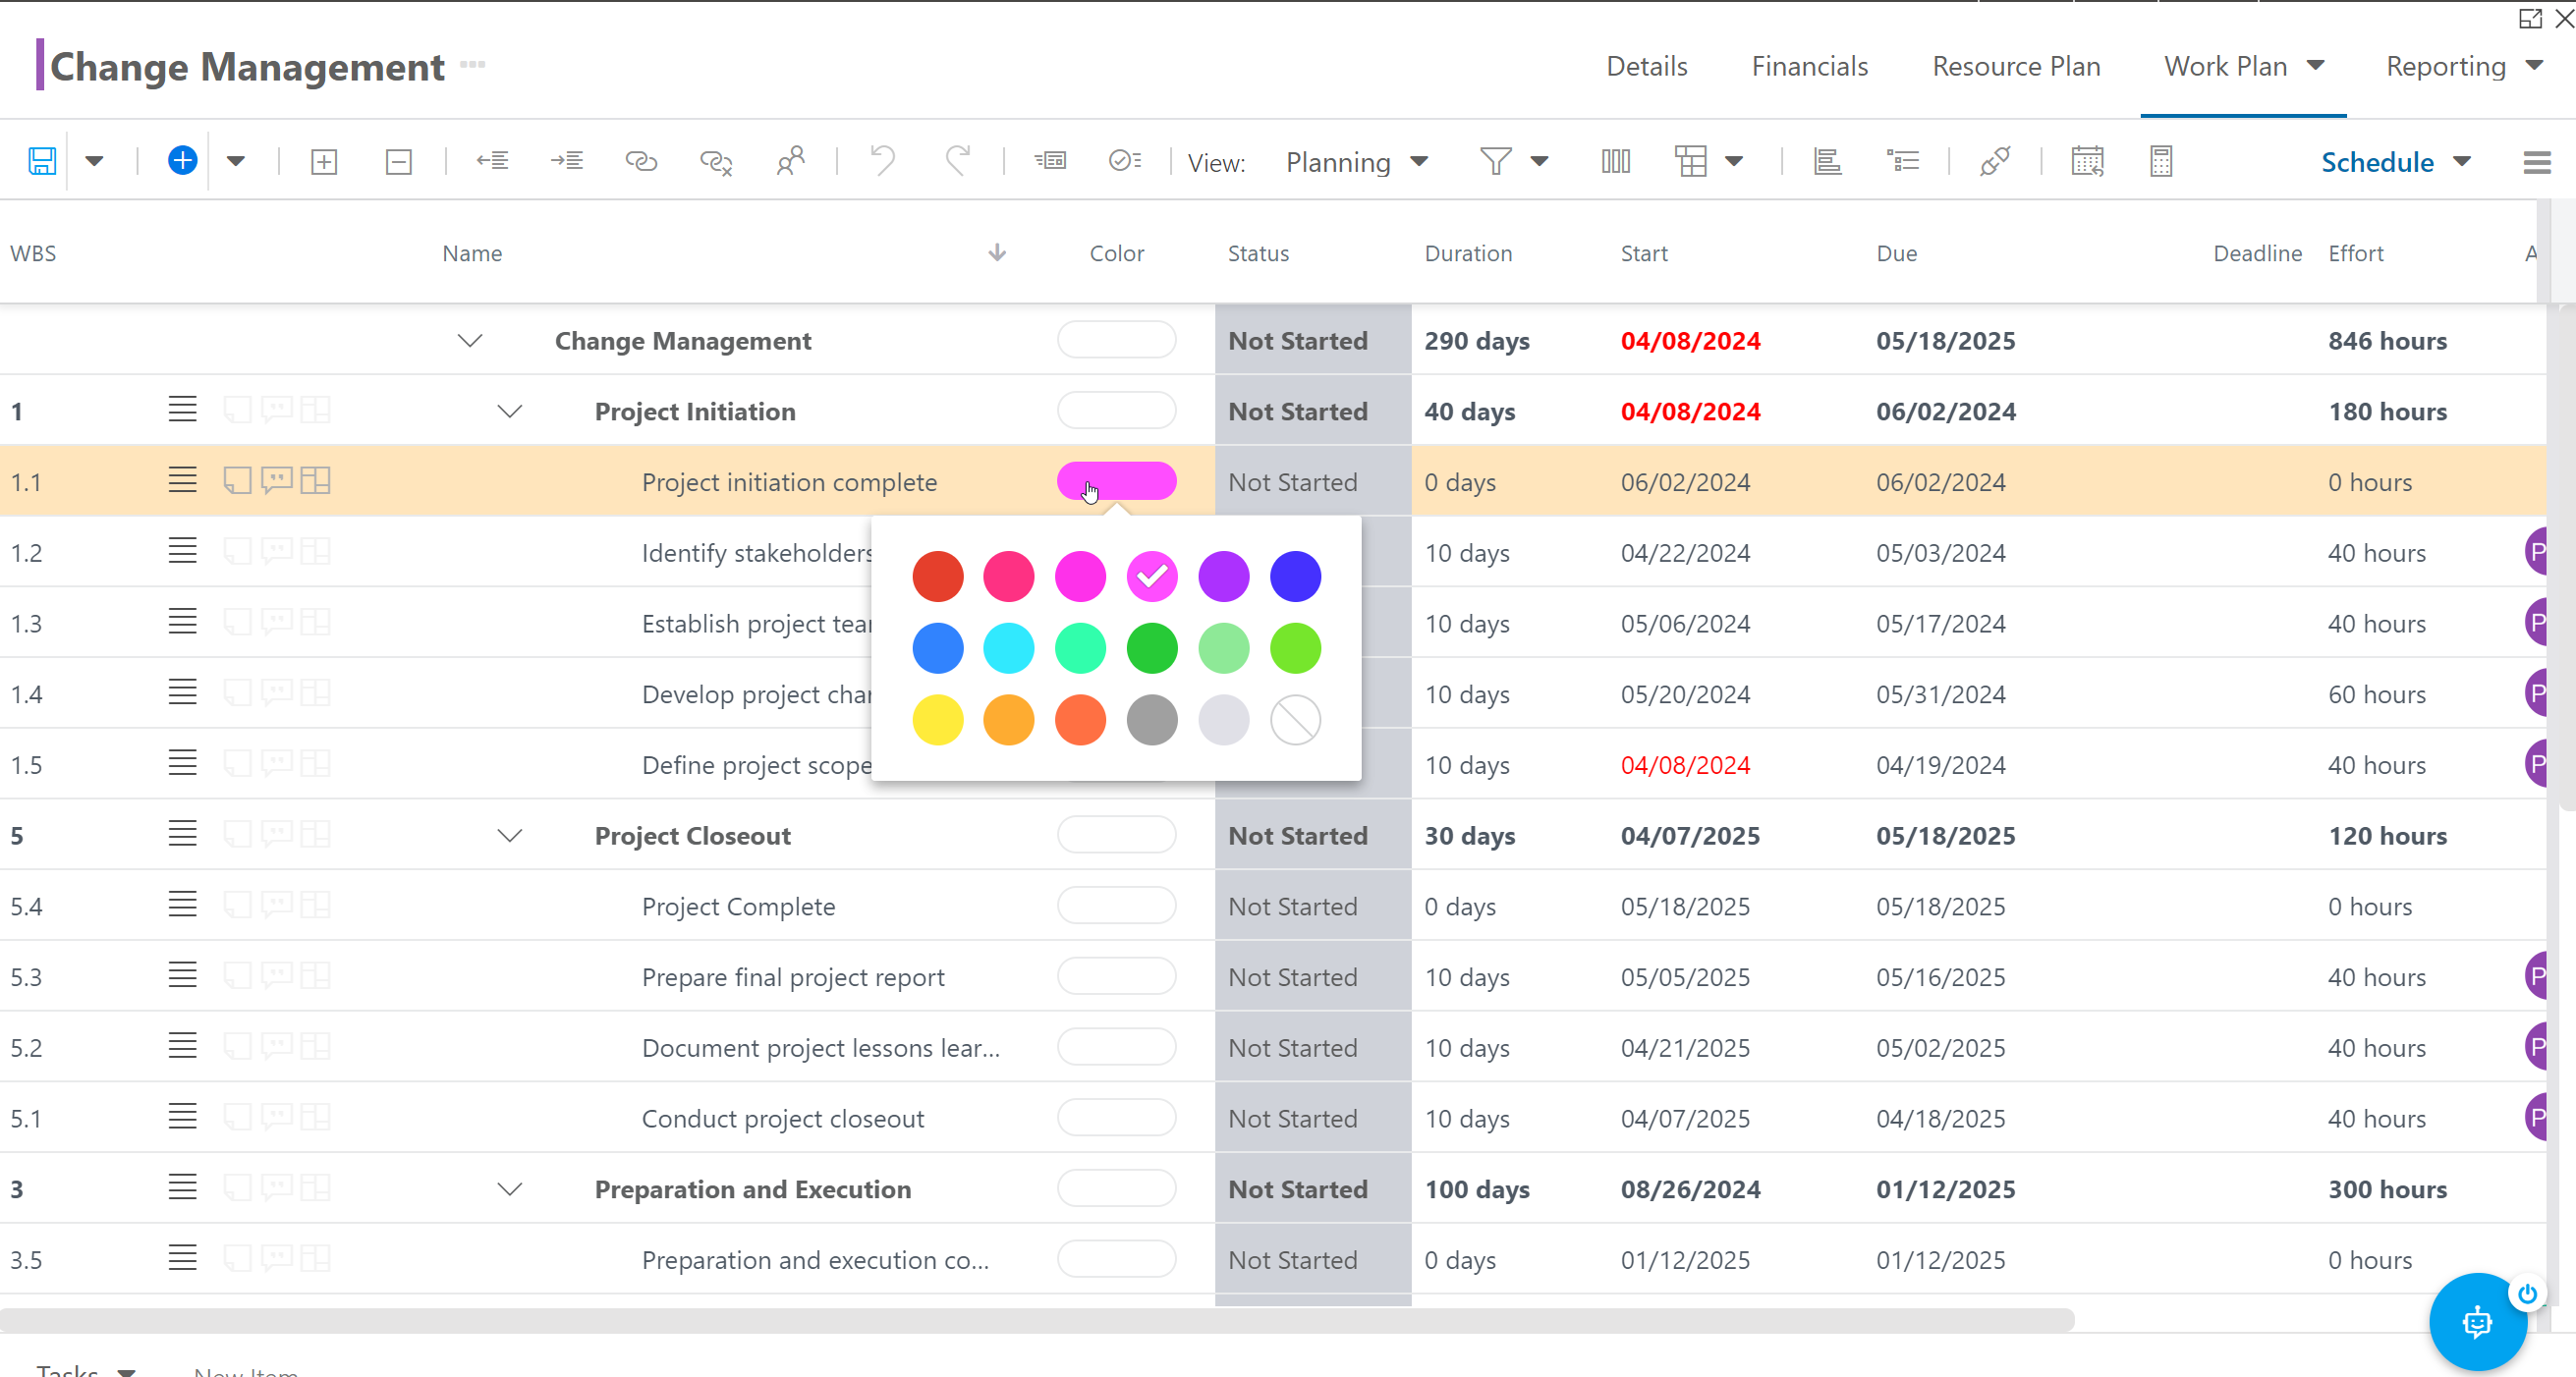 Change Management
Details Financials Resource Plan Work Plan Reporting
View: Planning Schedule
WBS Name Color Status Duration Start Due Deadline Effort A
Change Management Not Started 290 days 04/08/2024 05/18/2025 846 hours
1 Project Initiation Not Started 40 days 04/08/2024 06/02/2024 180 hours
1.1 Project initiation complete Not Started 0 days 06/02/2024 06/02/2024 0 hours
1.2 Identify stakeholders 10 days 04/22/2024 05/03/2024 40 hours P
1.3 Establish project tea 10 days 05/06/2024 05/17/2024 40 hours P
1.4 Develop project cha 10 days 05/20/2024 05/31/2024 60 hours P
1.5 Define project scope 10 days 04/08/2024 04/19/2024 40 hours P
5 Project Closeout Not Started 30 days 04/07/2025 05/18/2025 120 hours
5.4 Project Complete Not Started 0 days 05/18/2025 05/18/2025 0 hours
5.3 Prepare final project report Not Started 10 days 05/05/2025 05/16/2025 40 hours P
5.2 Document project lessons lear... Not Started 10 days 04/21/2025 05/02/2025 40 hours P
5.1 Conduct project closeout Not Started 10 days 04/07/2025 04/18/2025 40 hours P
3 Preparation and Execution Not Started 100 days 08/26/2024 01/12/2025 300 hours
3.5 Preparation and execution co... Not Started 0 days 01/12/2025 01/12/2025 0 hours
Tasks New Item